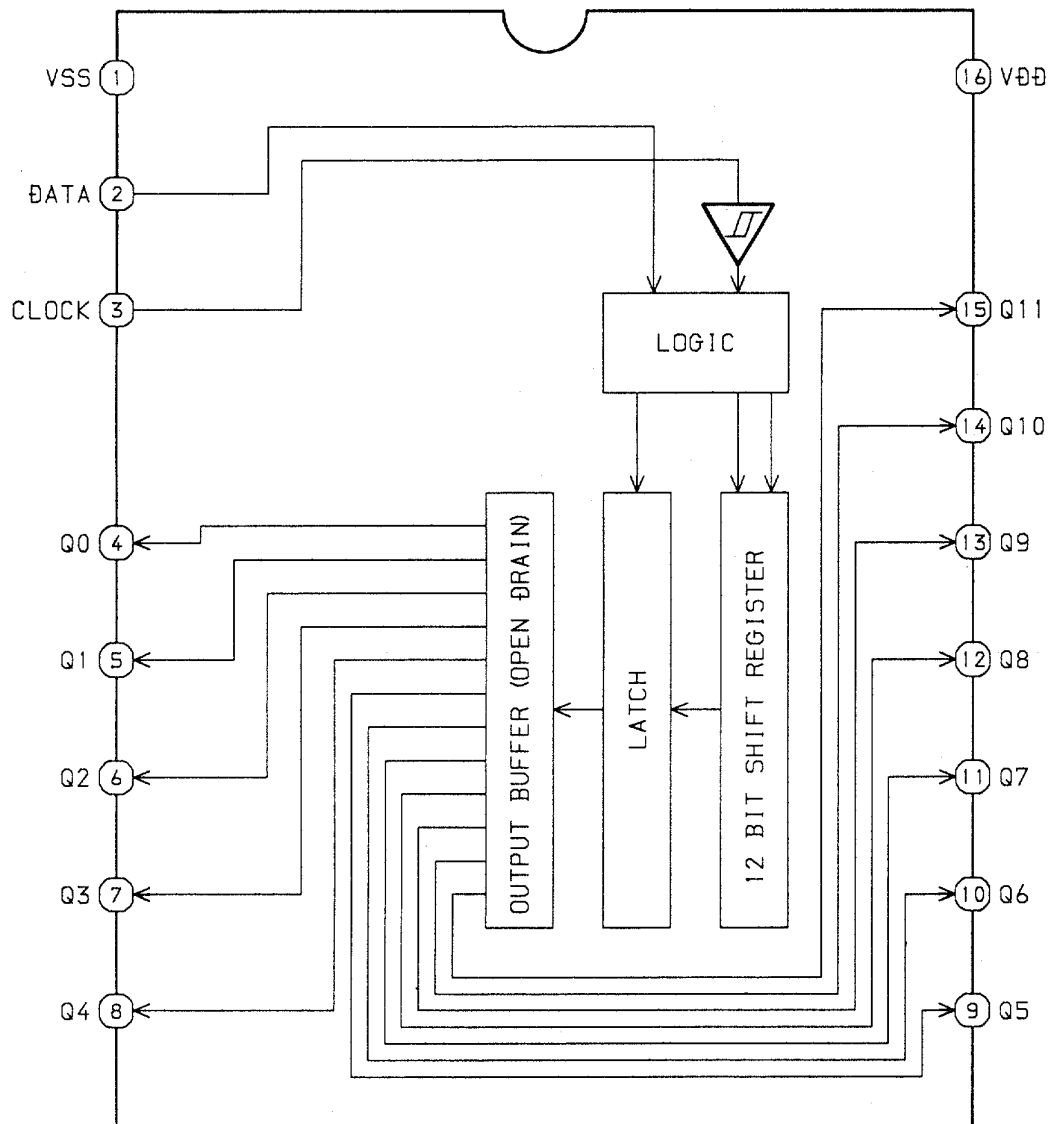 VSS 1
16 VDD
DATA 2
CLOCK 3
15 Q11
LOGIC
14 Q10
Q0 4
13 Q9
Q1 5
12 Q8
OUTPUT BUFFER (OPEN DRAIN)
LATCH
12 BIT SHIFT REGISTER
Q2 6
11 Q7
Q3 7
10 Q6
Q4 8
9 Q5